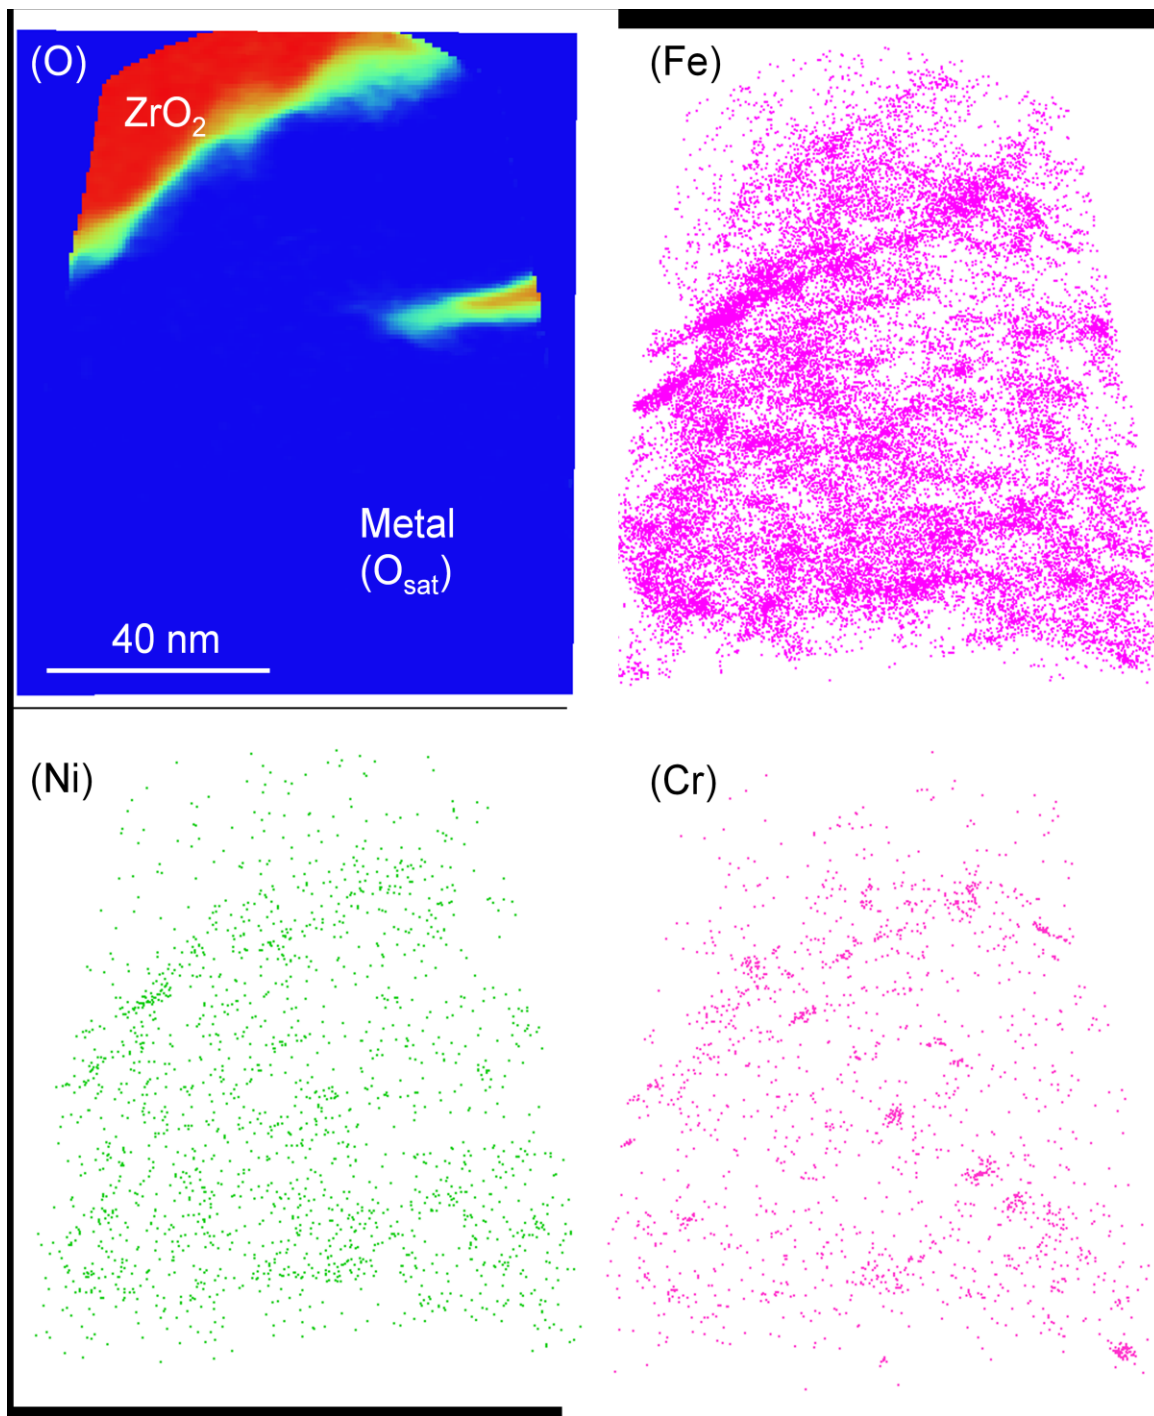 (O)
(Fe)
ZrO₂
Metal
(Oₛₐₜ)
40 nm
(Ni)
(Cr)